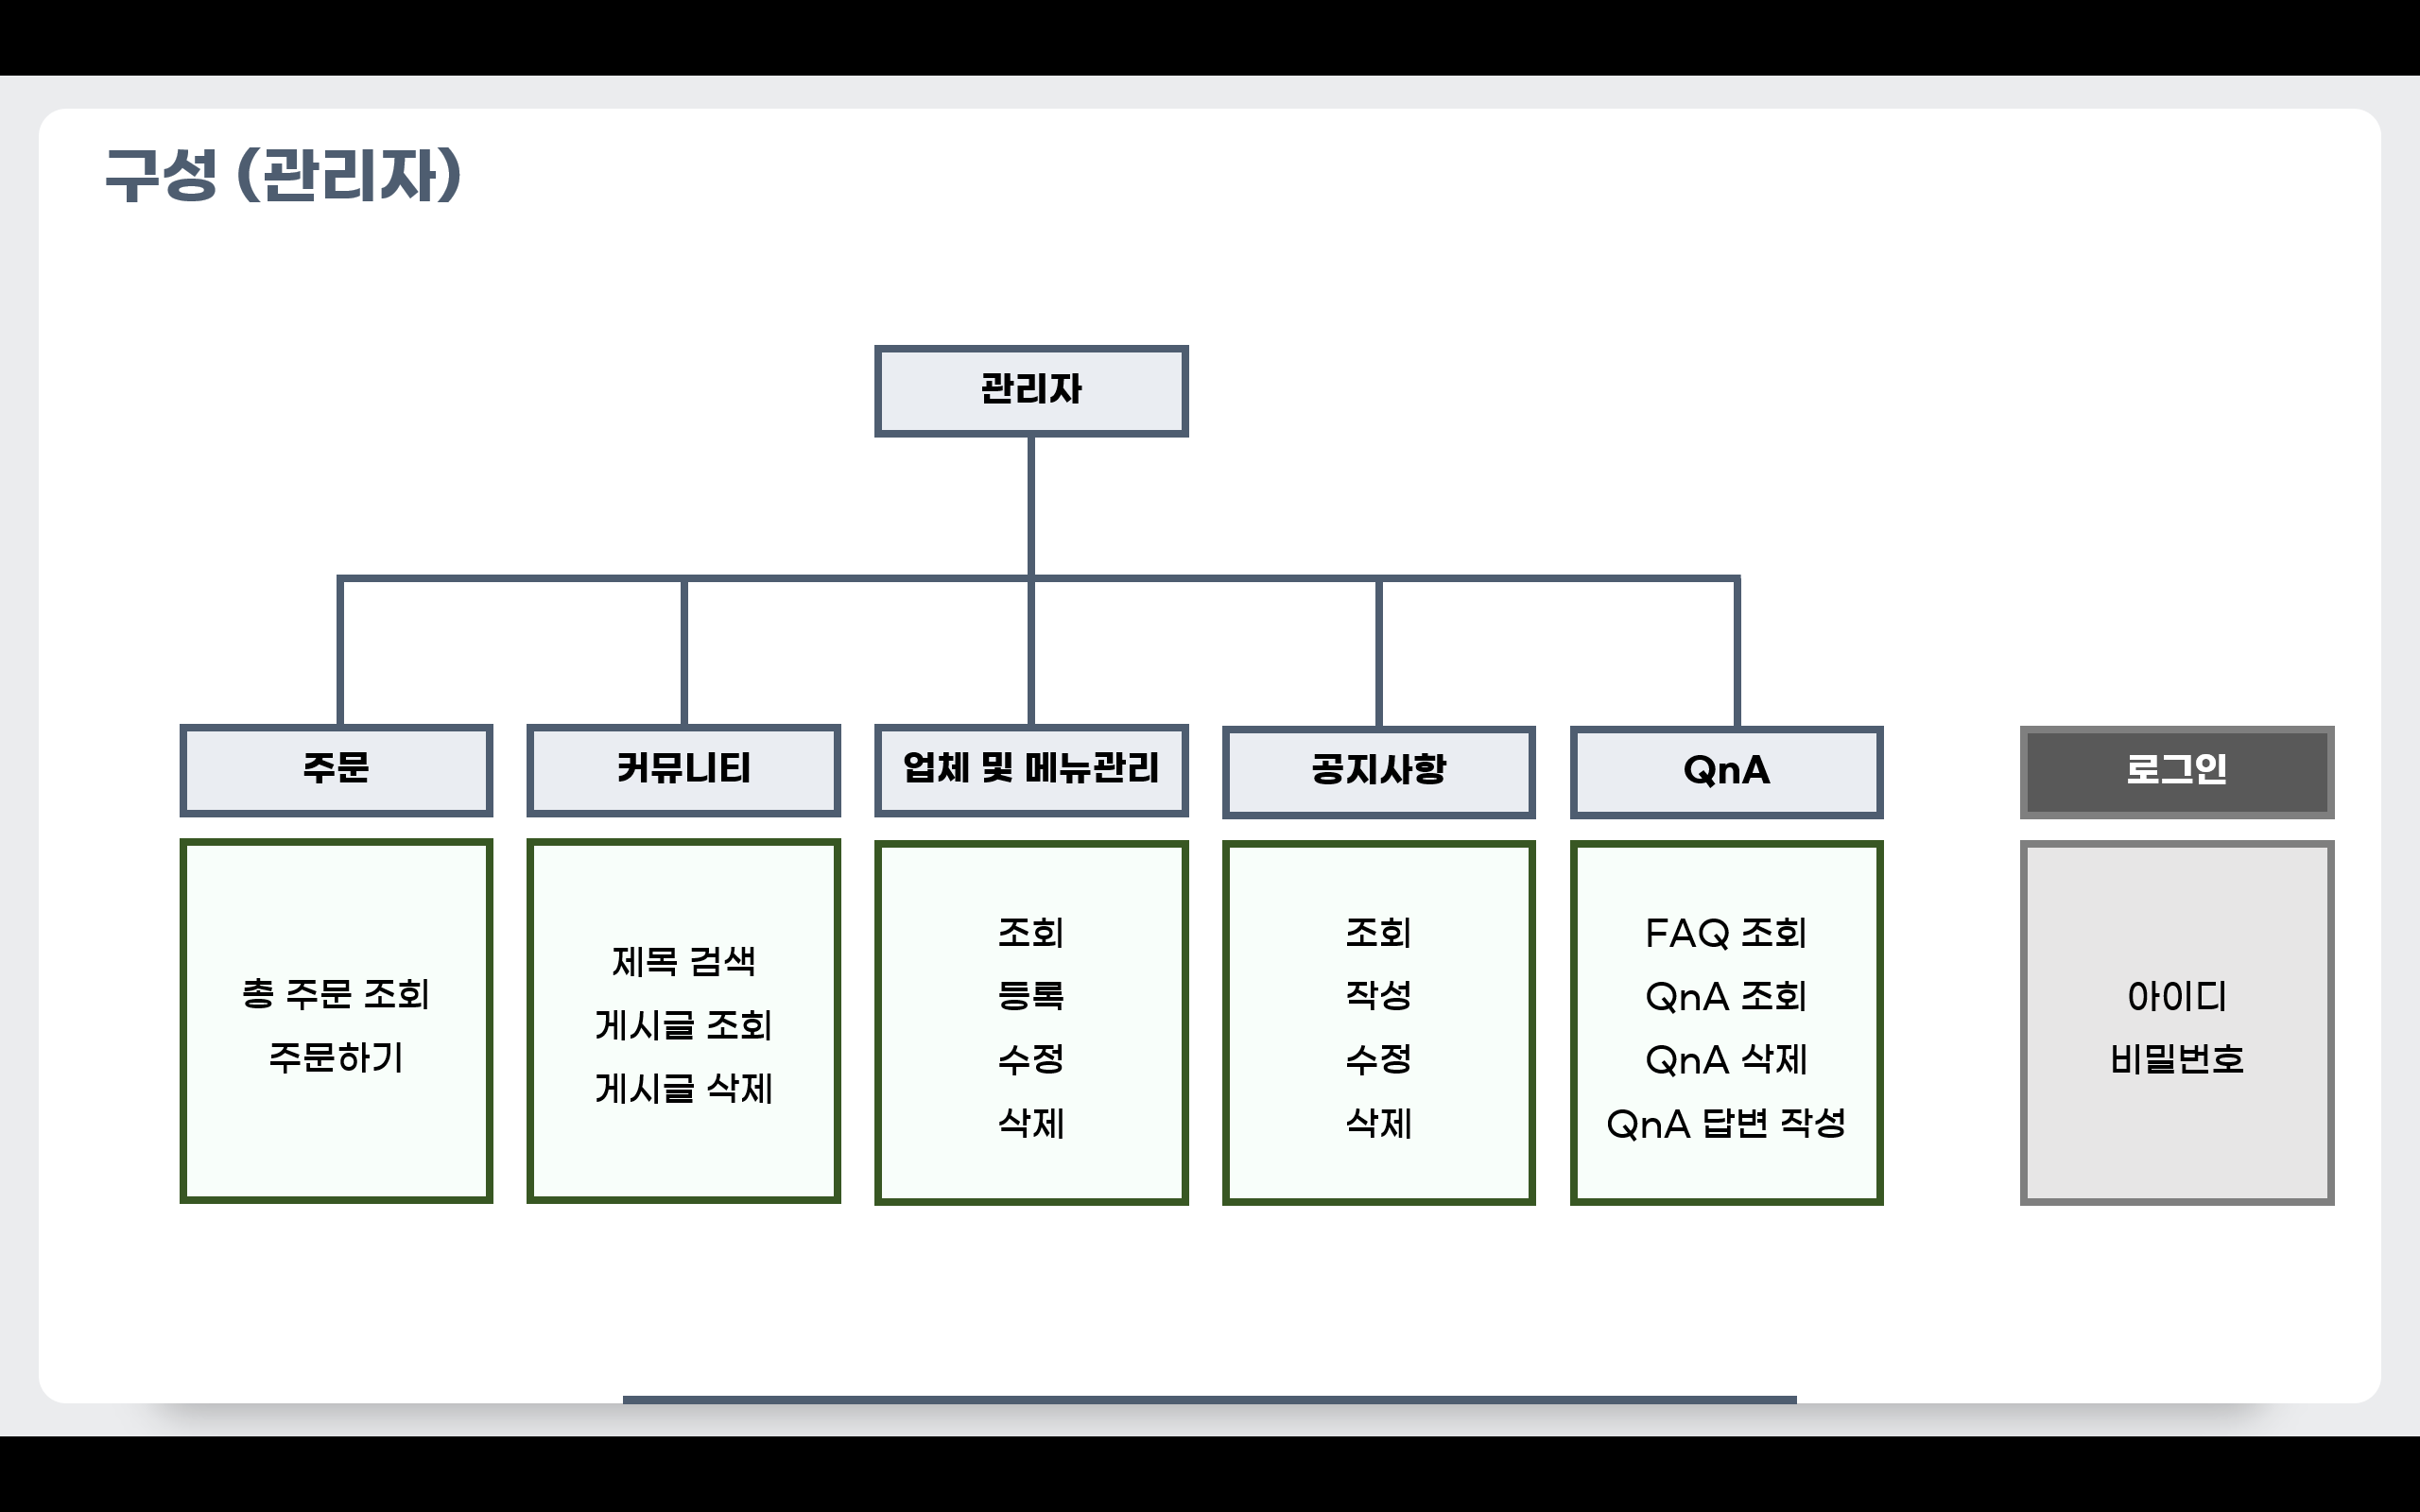 구성 (관리자)
관리자
주문
커뮤니티
업체 및 메뉴관리
공지사항
QnA
로그인
총 주문 조회
주문하기
제목 검색
게시글 조회
게시글 삭제
조회
등록
수정
삭제
조회
작성
수정
삭제
FAQ 조회
QnA 조회
QnA 삭제
QnA 답변 작성
아이디
비밀번호